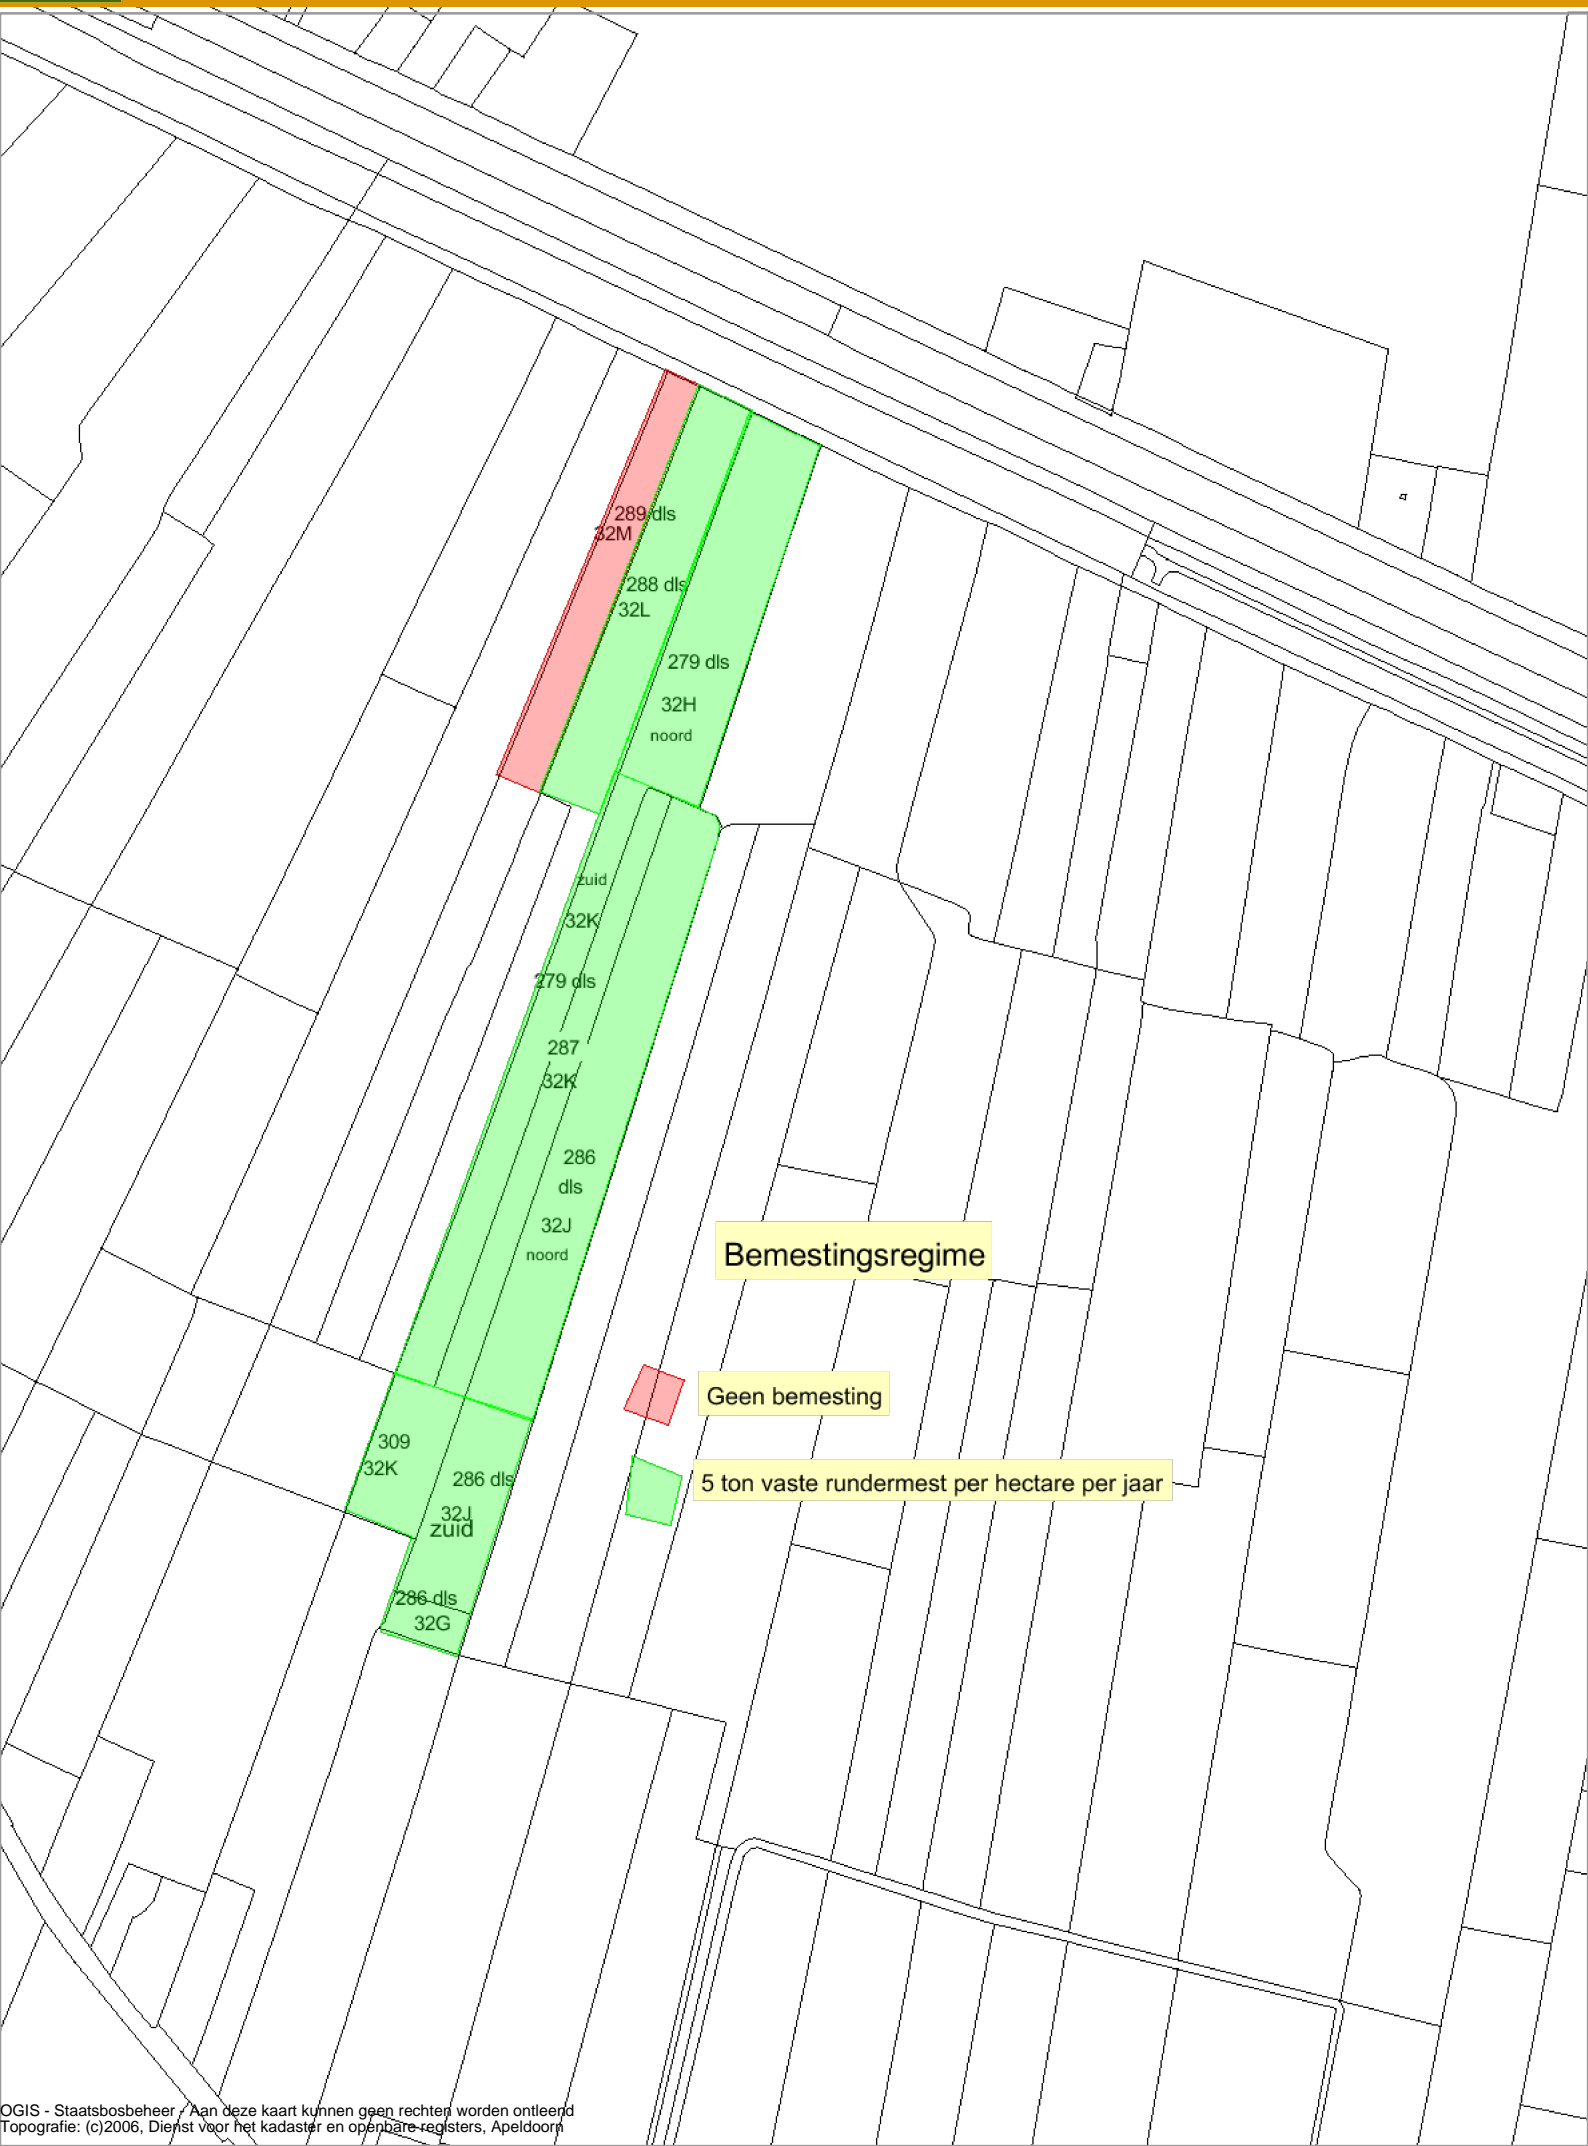 289 dls
32M
288 dls
32L
279 dls
32H
noord
zuid
32K
279 dls
287
32K
286
dls
32J
noord
Bemestingsregime
Geen bemesting
5 ton vaste rundermest per hectare per jaar
309
32K
286 dls
32J
zuid
286 dls
32G
OGIS - Staatsbosbeheer - Aan deze kaart kunnen geen rechten worden ontleend
Topografie: (c)2006, Dienst voor het kadaster en openbare registers, Apeldoorn